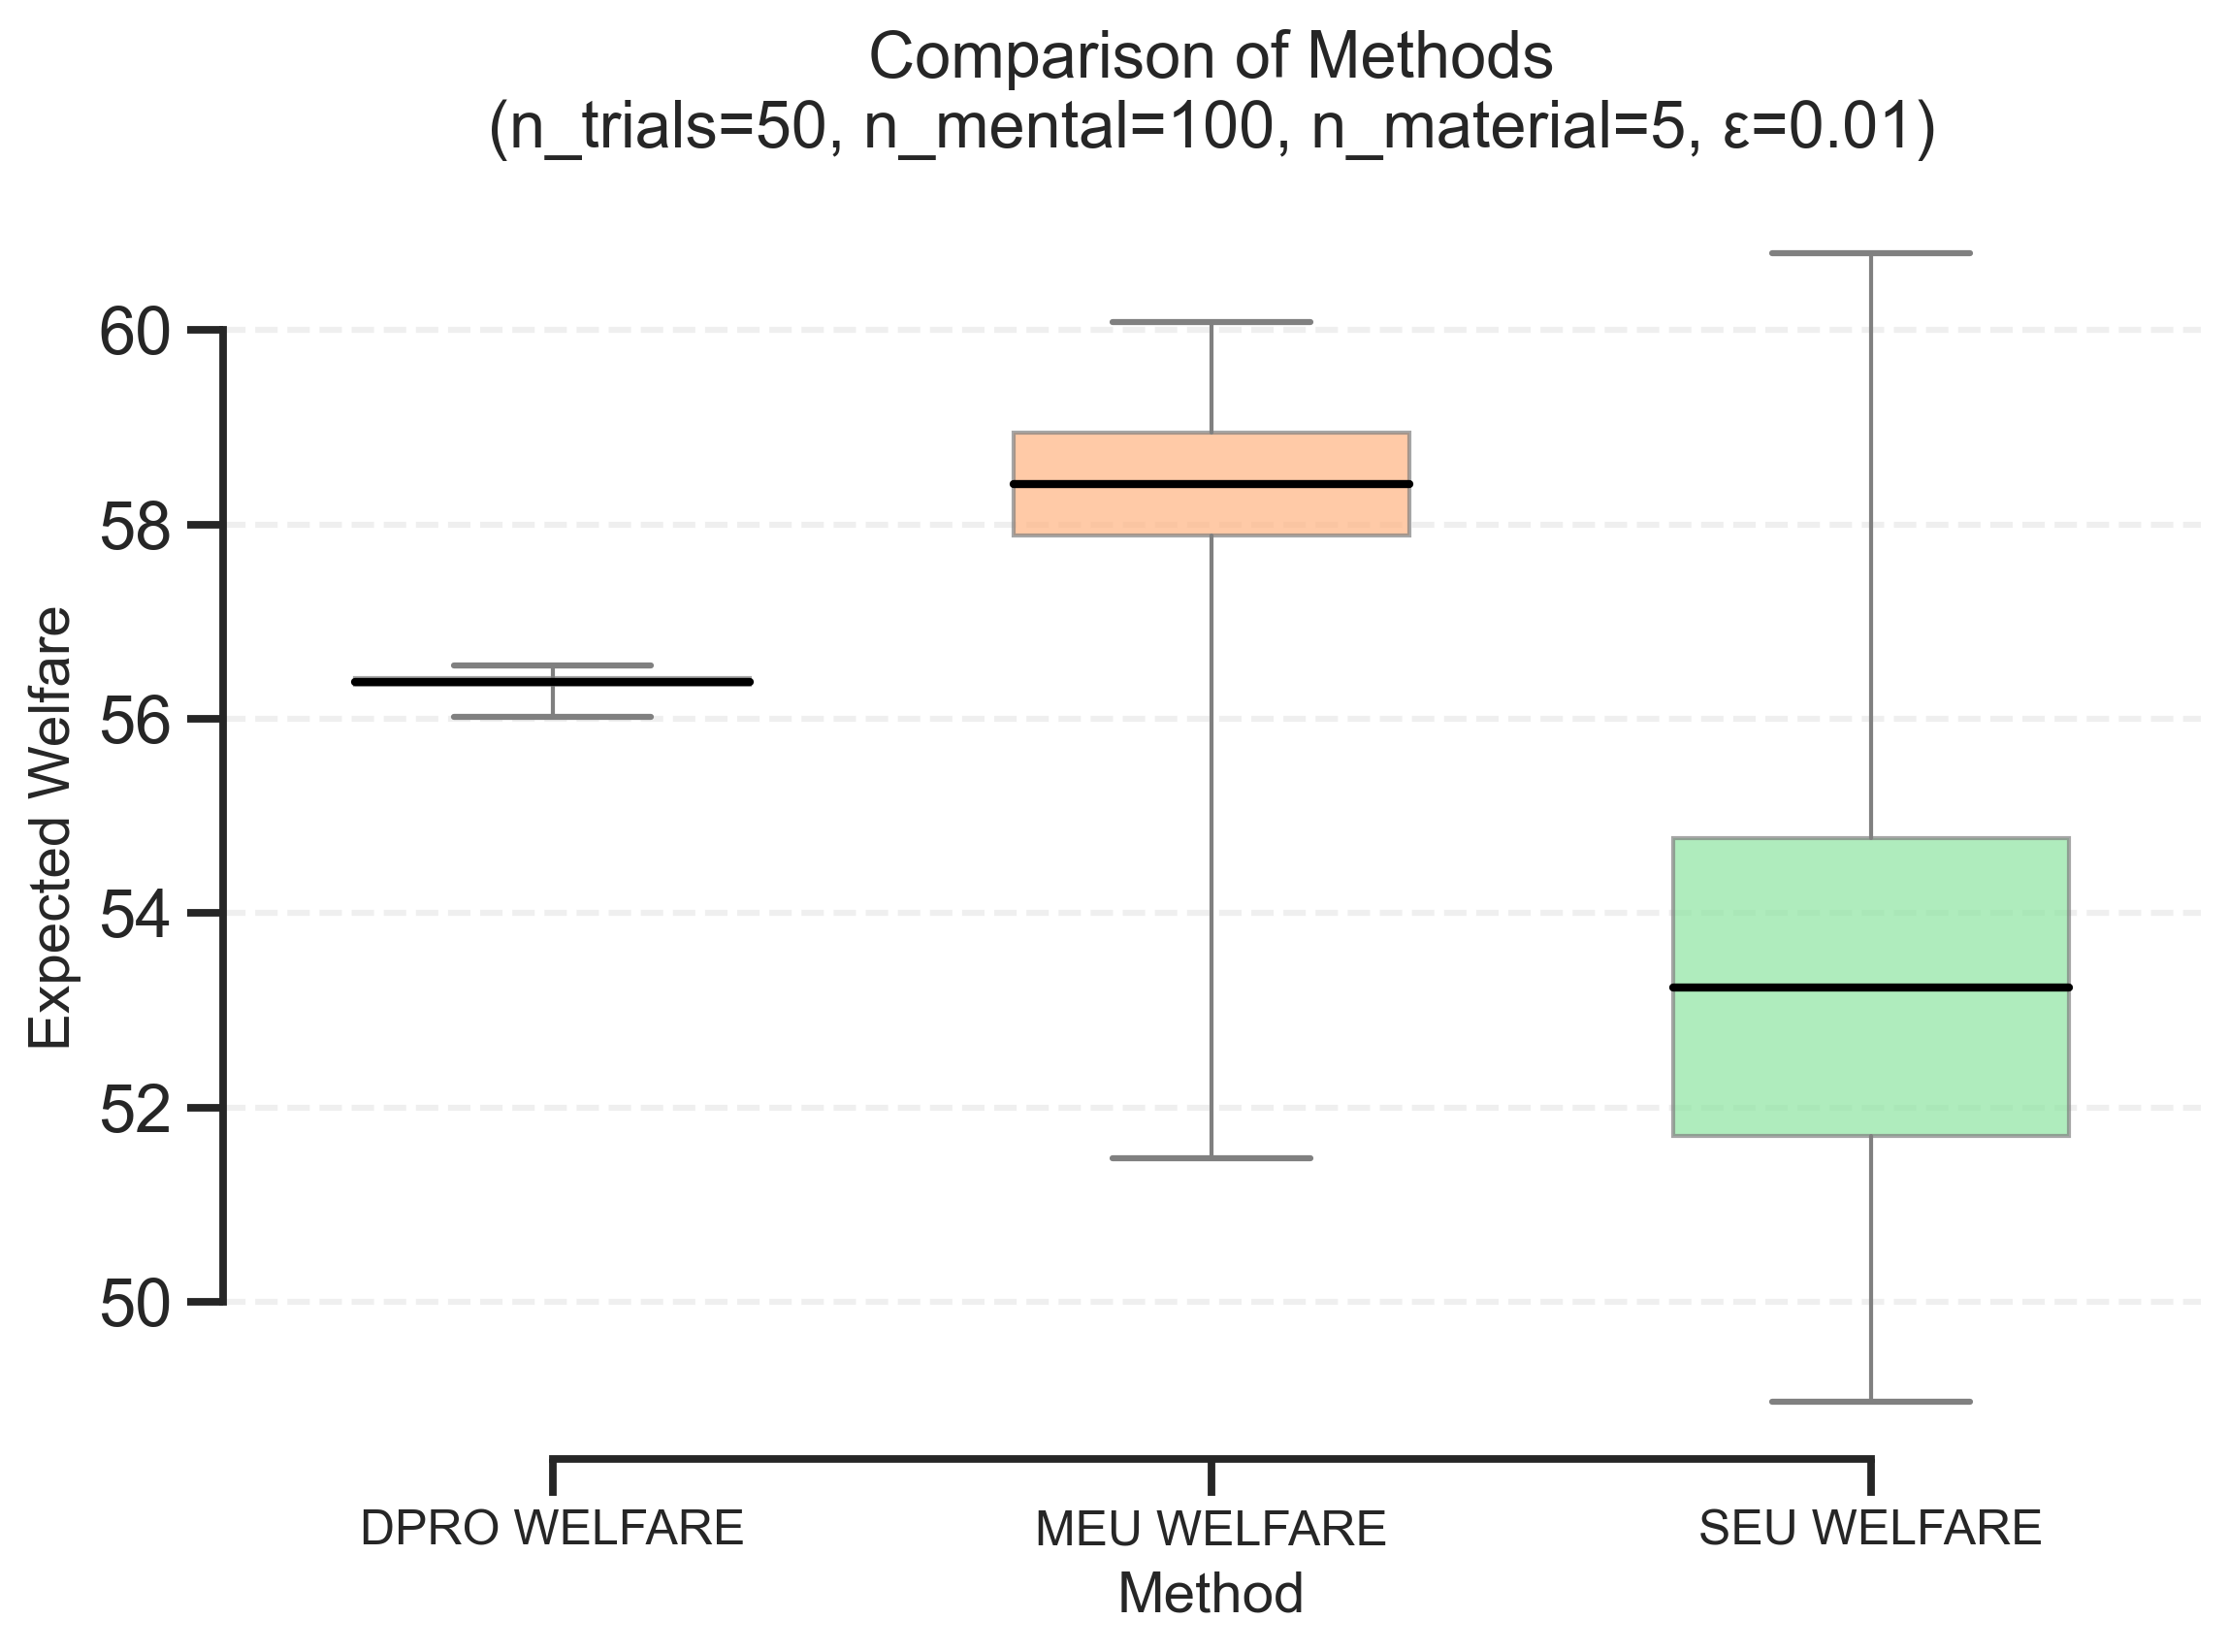 Comparison of Methods
(n_trials=50, n_mental=100, n_material=5, ε=0.01)
Expected Welfare
60
58
56
54
52
50
DPRO WELFARE
MEU WELFARE
SEU WELFARE
Method